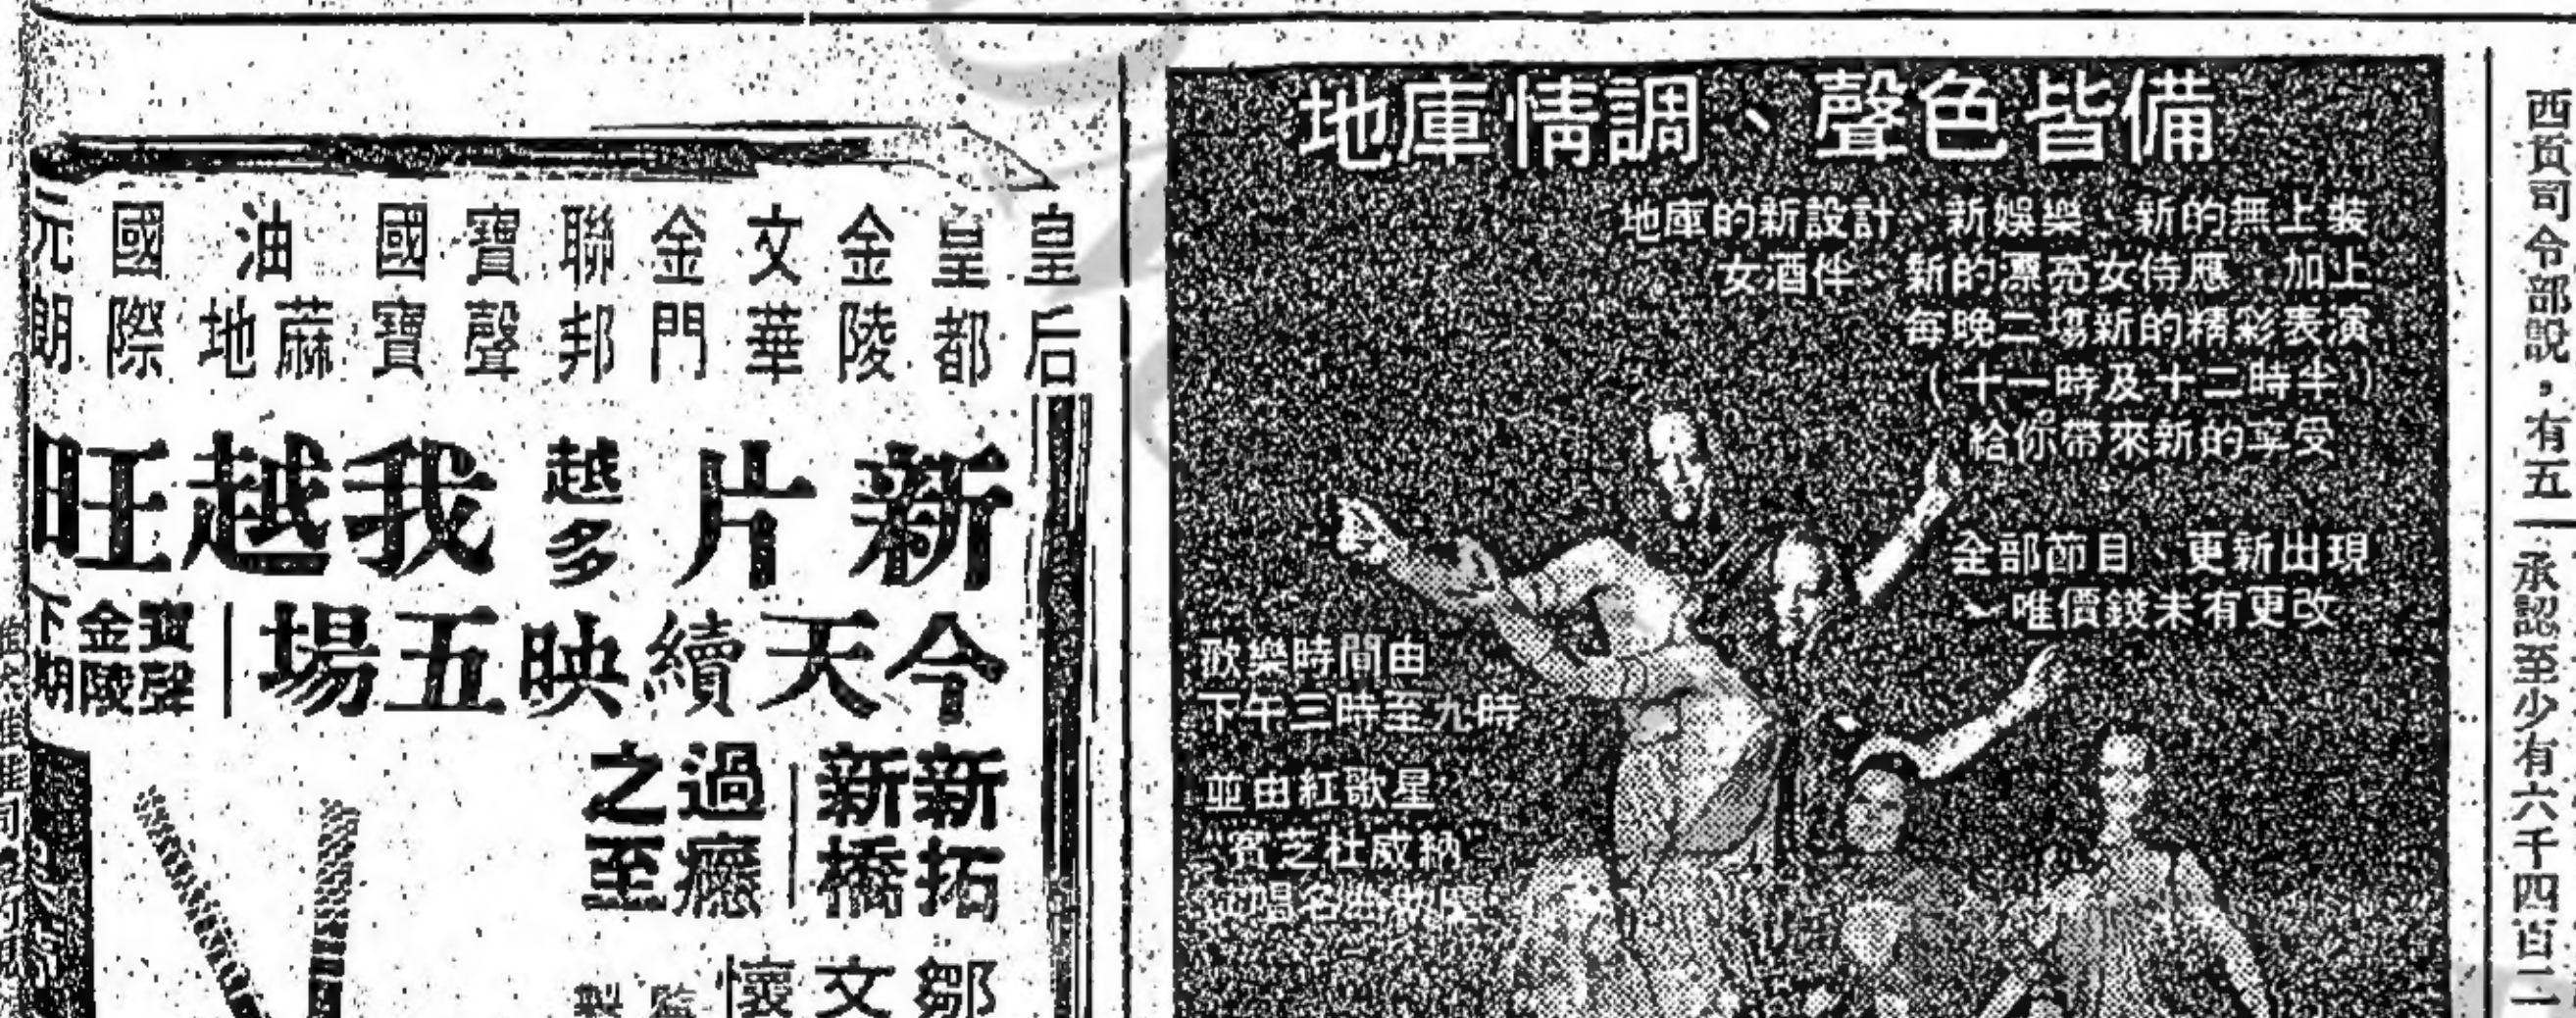 皇后
皇都
金陵
文華
金門
聯邦
寶聲
國寶
油蔴地
國際
元朗
新片越多我越旺
今天續映五場
寶聲
金陵
下期
新拓
新橋
過癮
之至
鄒文懷
監製
地庫情調、聲色皆備
地庫的新設計、新娛樂、新的無上裝
女酒伴、新的漂亮女侍應、加上
每晚二場新的精彩表演
（十一時及十二時半）
給你帶來新的享受
全部節目、更新出現
、唯價錢未有更改
歡樂時間由
下午三時至九時
並由紅歌星
“賓芝杜威納”
西貢司令部說，有五一
承認至少有六千四百二